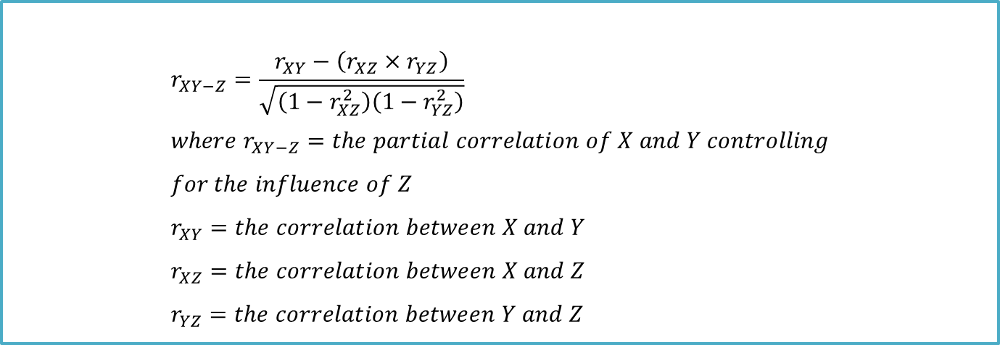 r_{XY−Z} = \frac{r_{XY} − (r_{XZ} × r_{YZ})}{\sqrt{(1 − r_{XZ}^{2})(1 − r_{YZ}^{2})}}
where r_{XY−Z} = the partial correlation of X and Y controlling
for the influence of Z
r_{XY} = the correlation between X and Y
r_{XZ} = the correlation between X and Z
r_{YZ} = the correlation between Y and Z